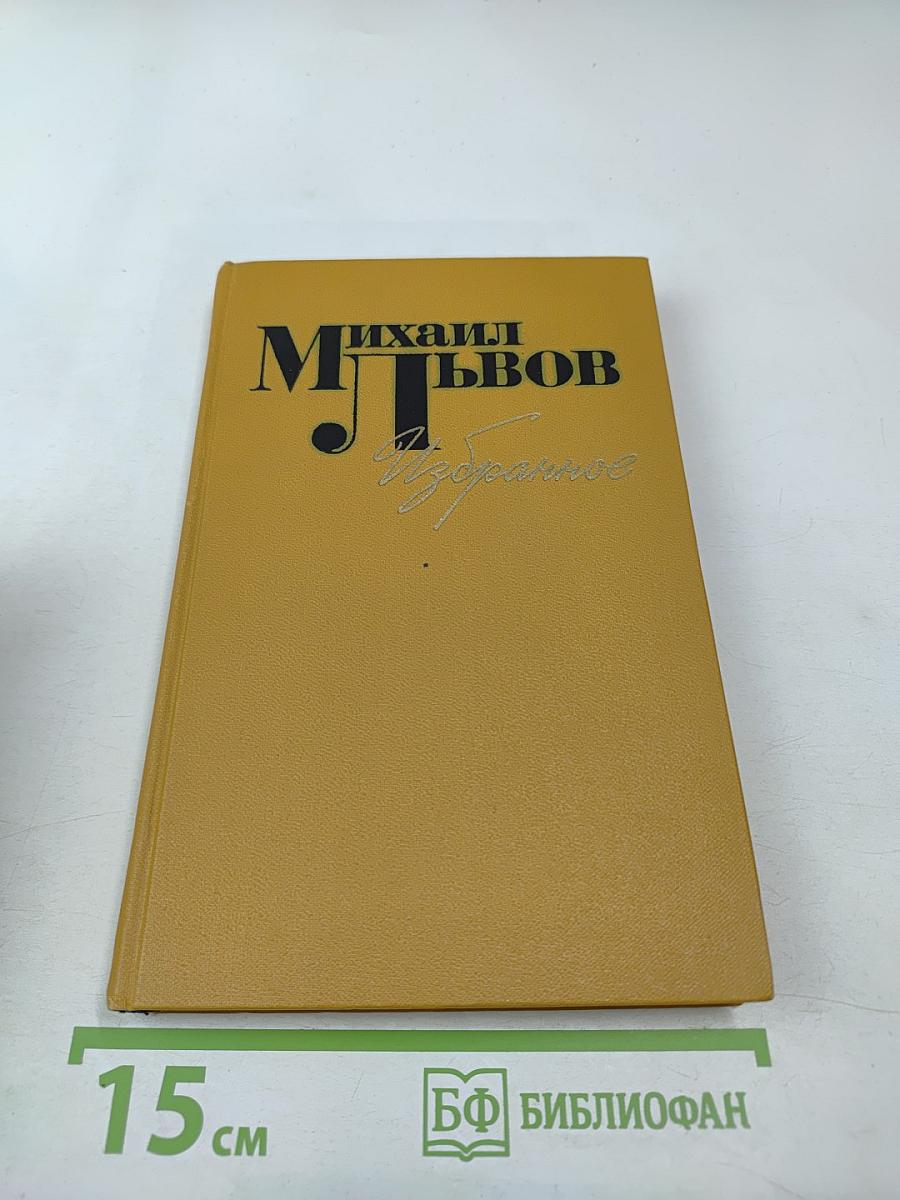 Михаил
Львов
Избранное
15 см
БФ БИБЛИОФАН